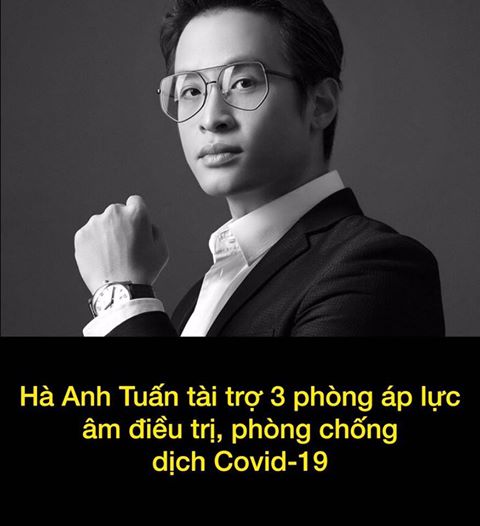 Hà Anh Tuấn tài trợ 3 phòng áp lực
âm điều trị, phòng chống
dịch Covid-19